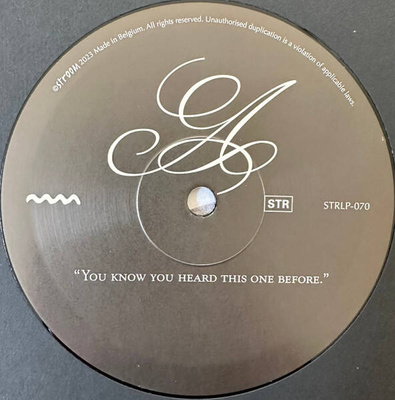 ©STROOM 2023 Made in Belgium. All rights reserved. Unauthorised duplication is a violation of applicable laws.
A
STR
STRLP-070
“You know you heard this one before.”